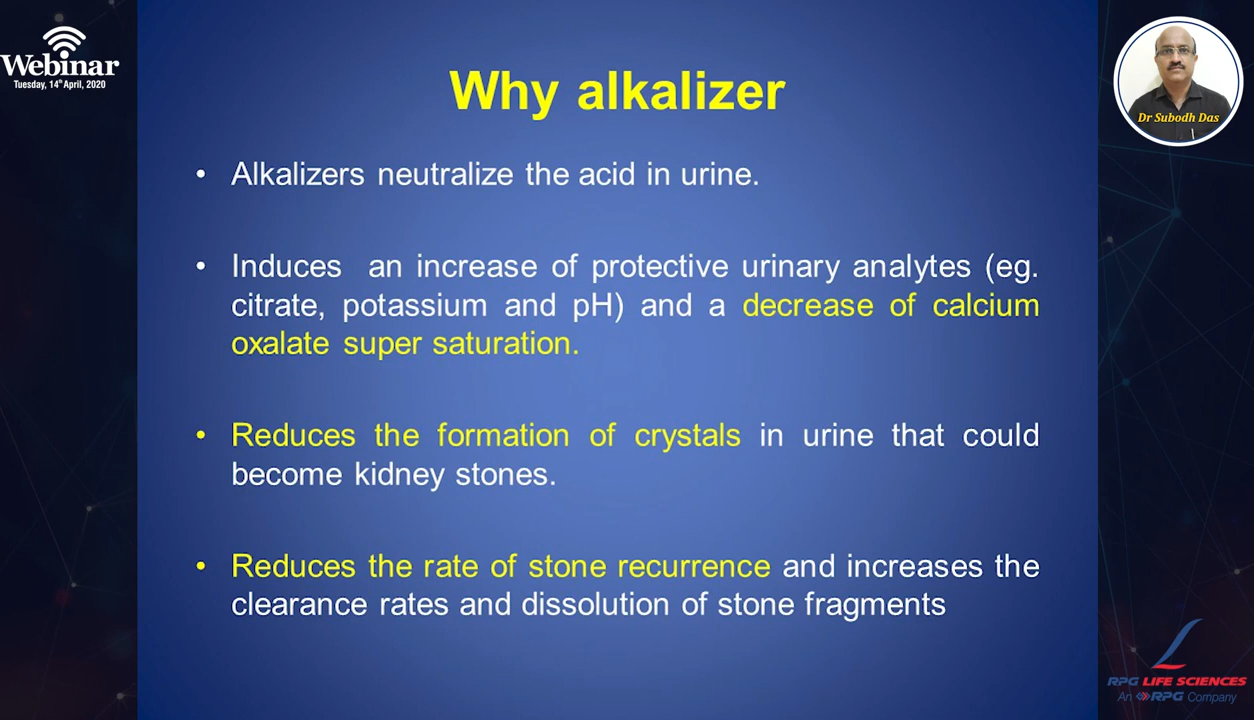 Webinar
Tuesday, 14th April, 2020
Why alkalizer
Dr Subodh Das
• Alkalizers neutralize the acid in urine.
• Induces an increase of protective urinary analytes (eg.
citrate, potassium and pH) and a decrease of calcium
oxalate super saturation.
• Reduces the formation of crystals in urine that could
become kidney stones.
• Reduces the rate of stone recurrence and increases the
clearance rates and dissolution of stone fragments
RPG LIFE SCIENCES
An RPG Company